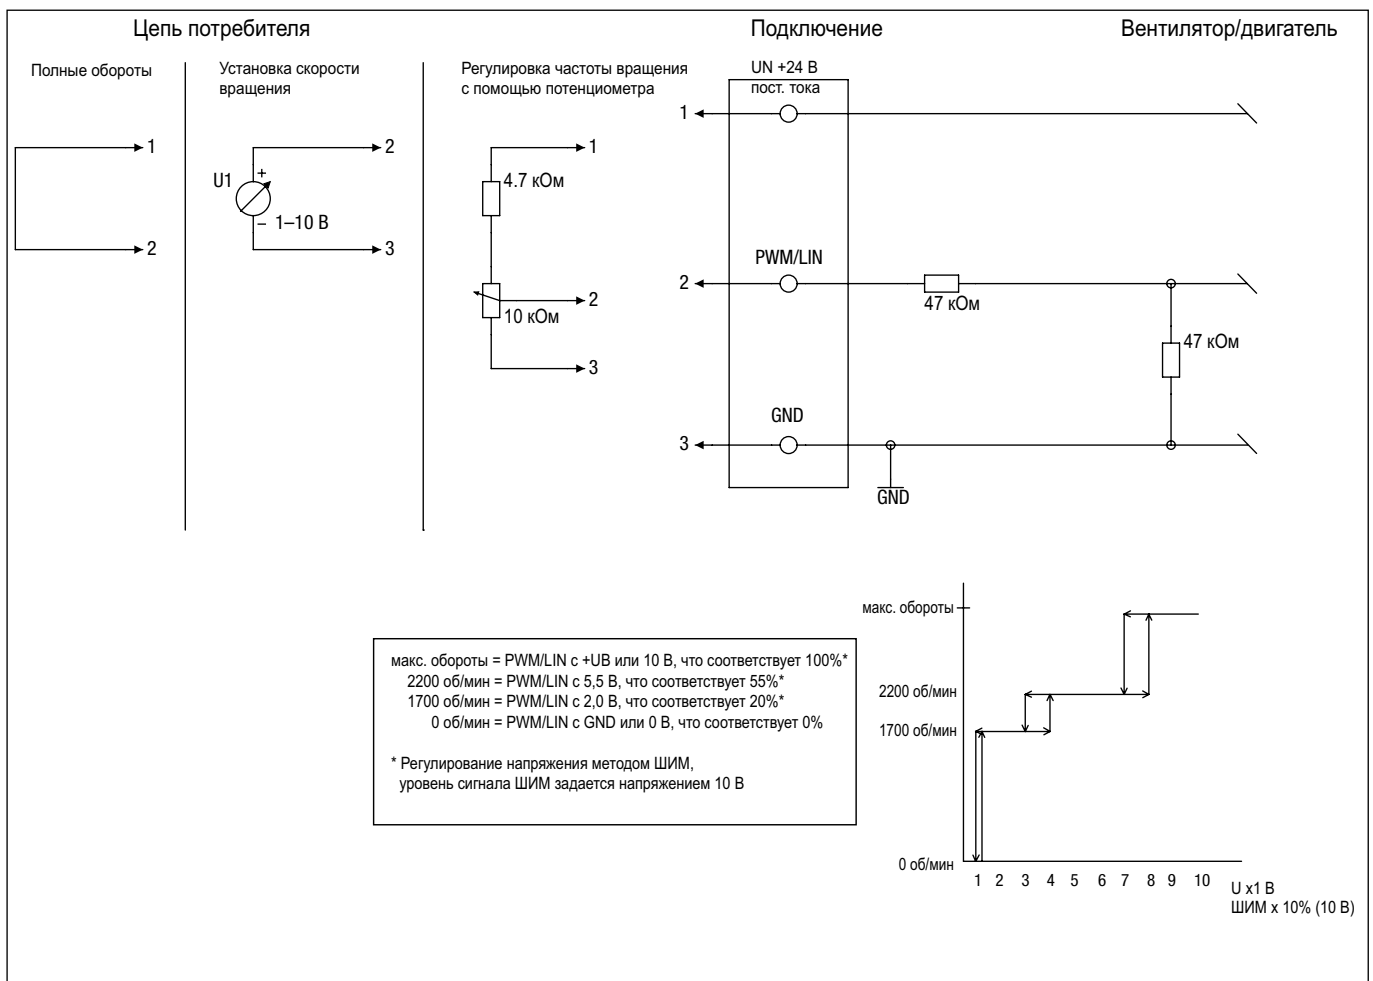 Цепь потребителя
Подключение
Вентилятор/двигатель
Полные обороты
1
2
Установка скорости
вращения
2
U1
+
–
1–10 В
3
Регулировка частоты вращения
с помощью потенциометра
1
4.7 кОм
2
10 кОм
3
UN +24 В
пост. тока
1
PWM/LIN
2
47 кОм
47 кОм
GND
3
GND
макс. обороты = PWM/LIN с +UB или 10 В, что соответствует 100%*
2200 об/мин = PWM/LIN с 5,5 В, что соответствует 55%*
1700 об/мин = PWM/LIN с 2,0 В, что соответствует 20%*
0 об/мин = PWM/LIN с GND или 0 В, что соответствует 0%
* Регулирование напряжения методом ШИМ,
уровень сигнала ШИМ задается напряжением 10 В
макс. обороты
2200 об/мин
1700 об/мин
0 об/мин
1 2 3 4 5 6 7 8 9 10
U x1 В
ШИМ x 10% (10 В)